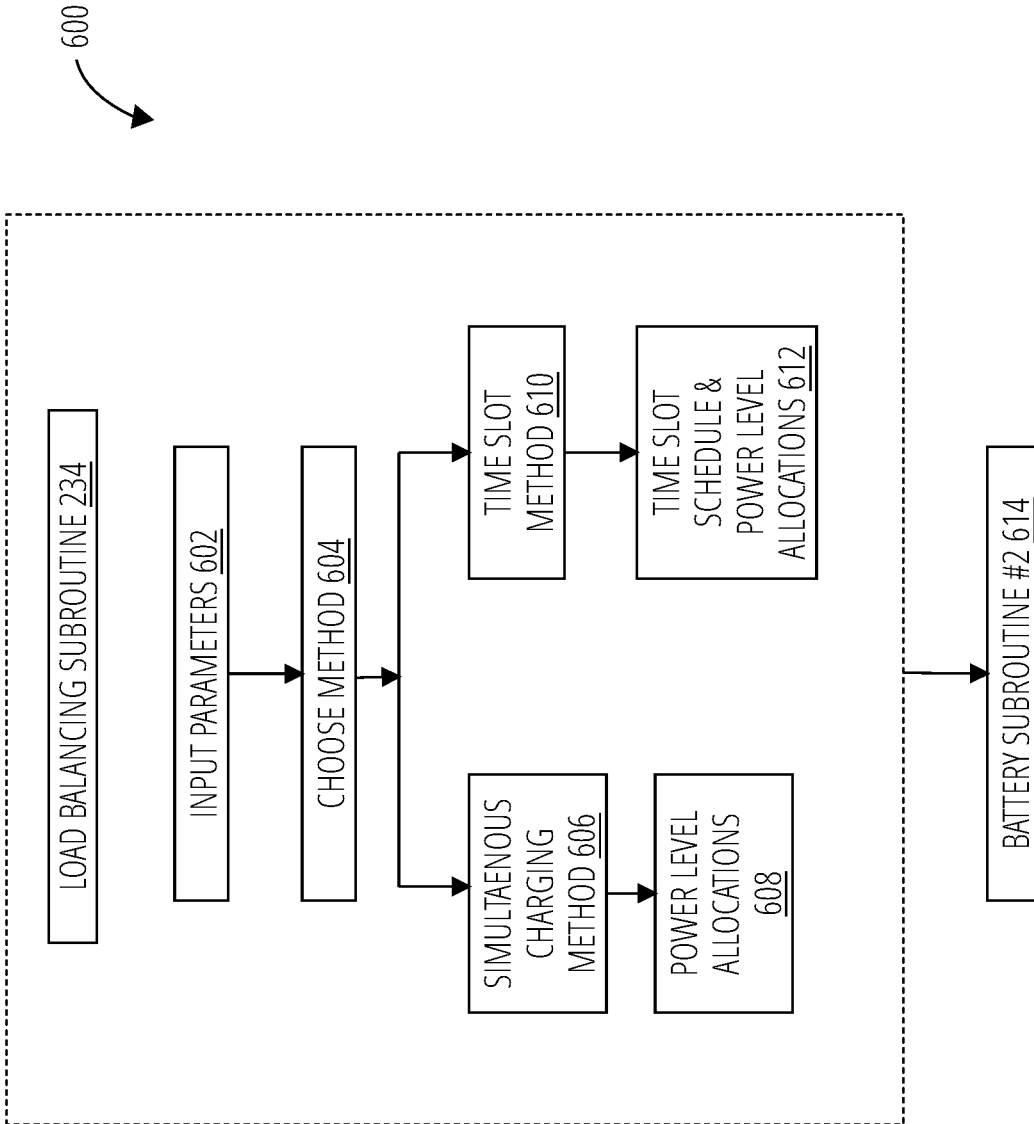 600
LOAD BALANCING SUBROUTINE 234
INPUT PARAMETERS 602
CHOOSE METHOD 604
SIMULTAENOUS
CHARGING
METHOD 606
POWER LEVEL
ALLOCATIONS
608
TIME SLOT
METHOD 610
TIME SLOT
SCHEDULE &
POWER LEVEL
ALLOCATIONS 612
BATTERY SUBROUTINE #2 614